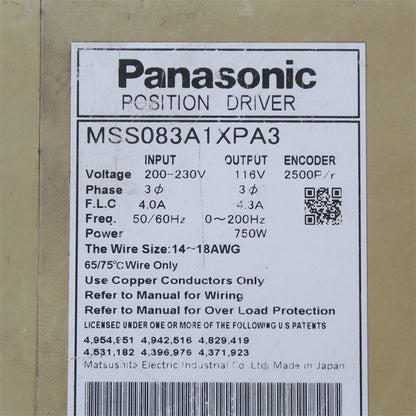 Panasonic
POSITION DRIVER
MSS083A1XPA3
INPUT OUTPUT ENCODER
Voltage 200-230V 116V 2500P/r
Phase 3ø 3ø
F.L.C 4.0A 4.3A
Freq. 50/60Hz 0~200Hz
Power 750W
The Wire Size:14~18AWG
65/75°C Wire Only
Use Copper Conductors Only
Refer to Manual for Wiring
Refer to Manual for Over Load Protection
LICENSED UNDER ONE OR MORE OF THE FOLLOWING U.S.PATENTS
4,954,951 4,942,516 4,829,419
4,531,182 4,396,976 4,371,923
Matsushita Electric Industrial Co., Ltd. Made in Japan